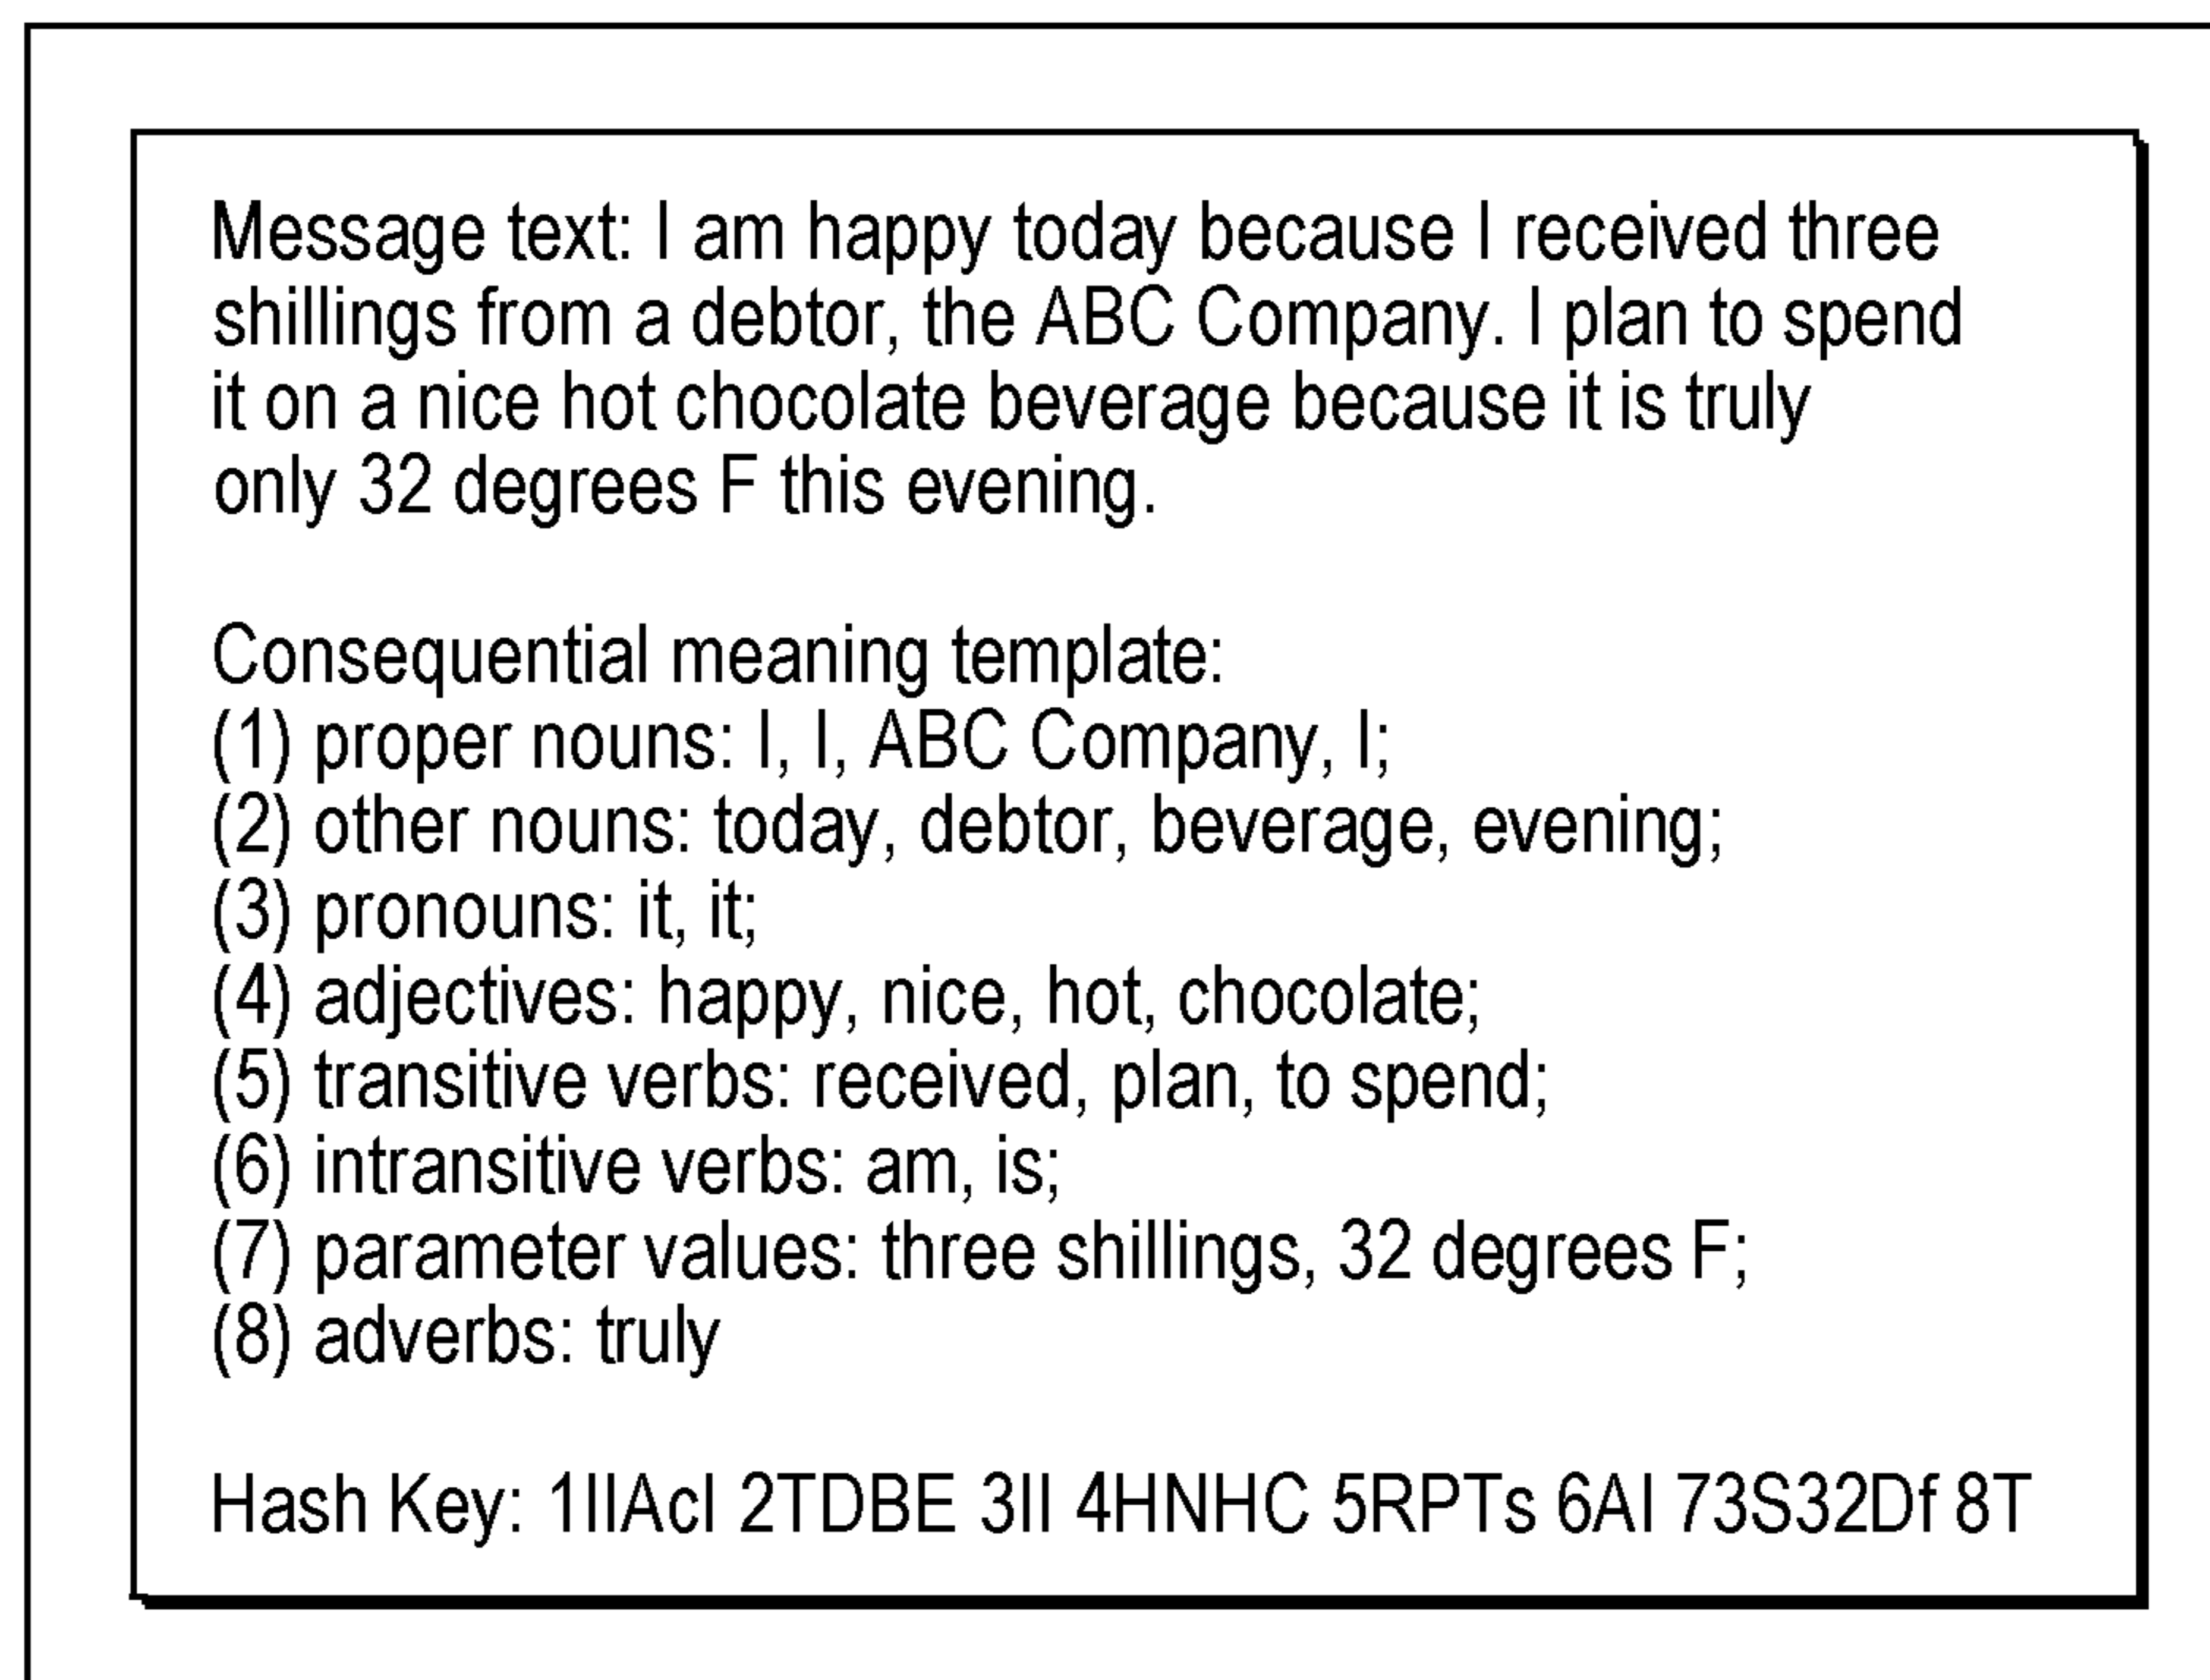 Message text: I am happy today because I received three
shillings from a debtor, the ABC Company. I plan to spend
it on a nice hot chocolate beverage because it is truly
only 32 degrees F this evening.
Consequential meaning template:
(1) proper nouns: I, I, ABC Company, I;
(2) other nouns: today, debtor, beverage, evening;
(3) pronouns: it, it;
(4) adjectives: happy, nice, hot, chocolate;
(5) transitive verbs: received, plan, to spend;
(6) intransitive verbs: am, is;
(7) parameter values: three shillings, 32 degrees F;
(8) adverbs: truly
Hash Key: 1IIAcI 2TDBE 3II 4HNHC 5RPTs 6AI 73S32Df 8T